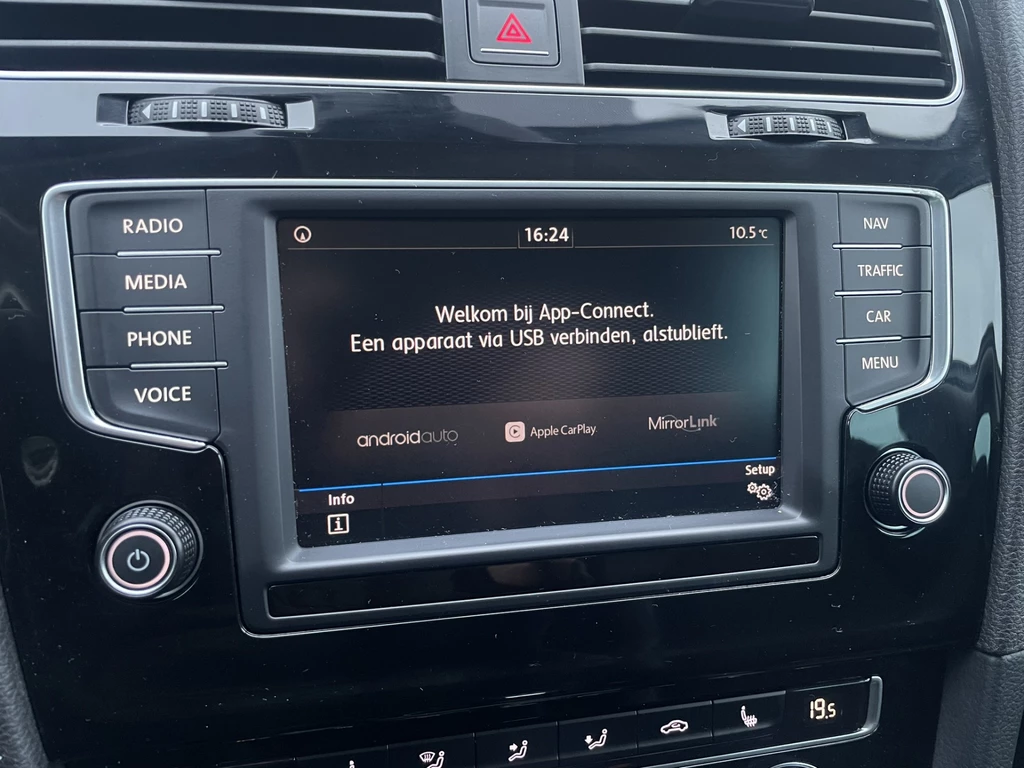 RADIO
MEDIA
PHONE
VOICE
16:24
10.5 °C
Welkom bij App-Connect.
Een apparaat via USB verbinden, alstublieft.
androidauto
Apple CarPlay
MirrorLink
Info
i
Setup
NAV
TRAFFIC
CAR
MENU
19.5